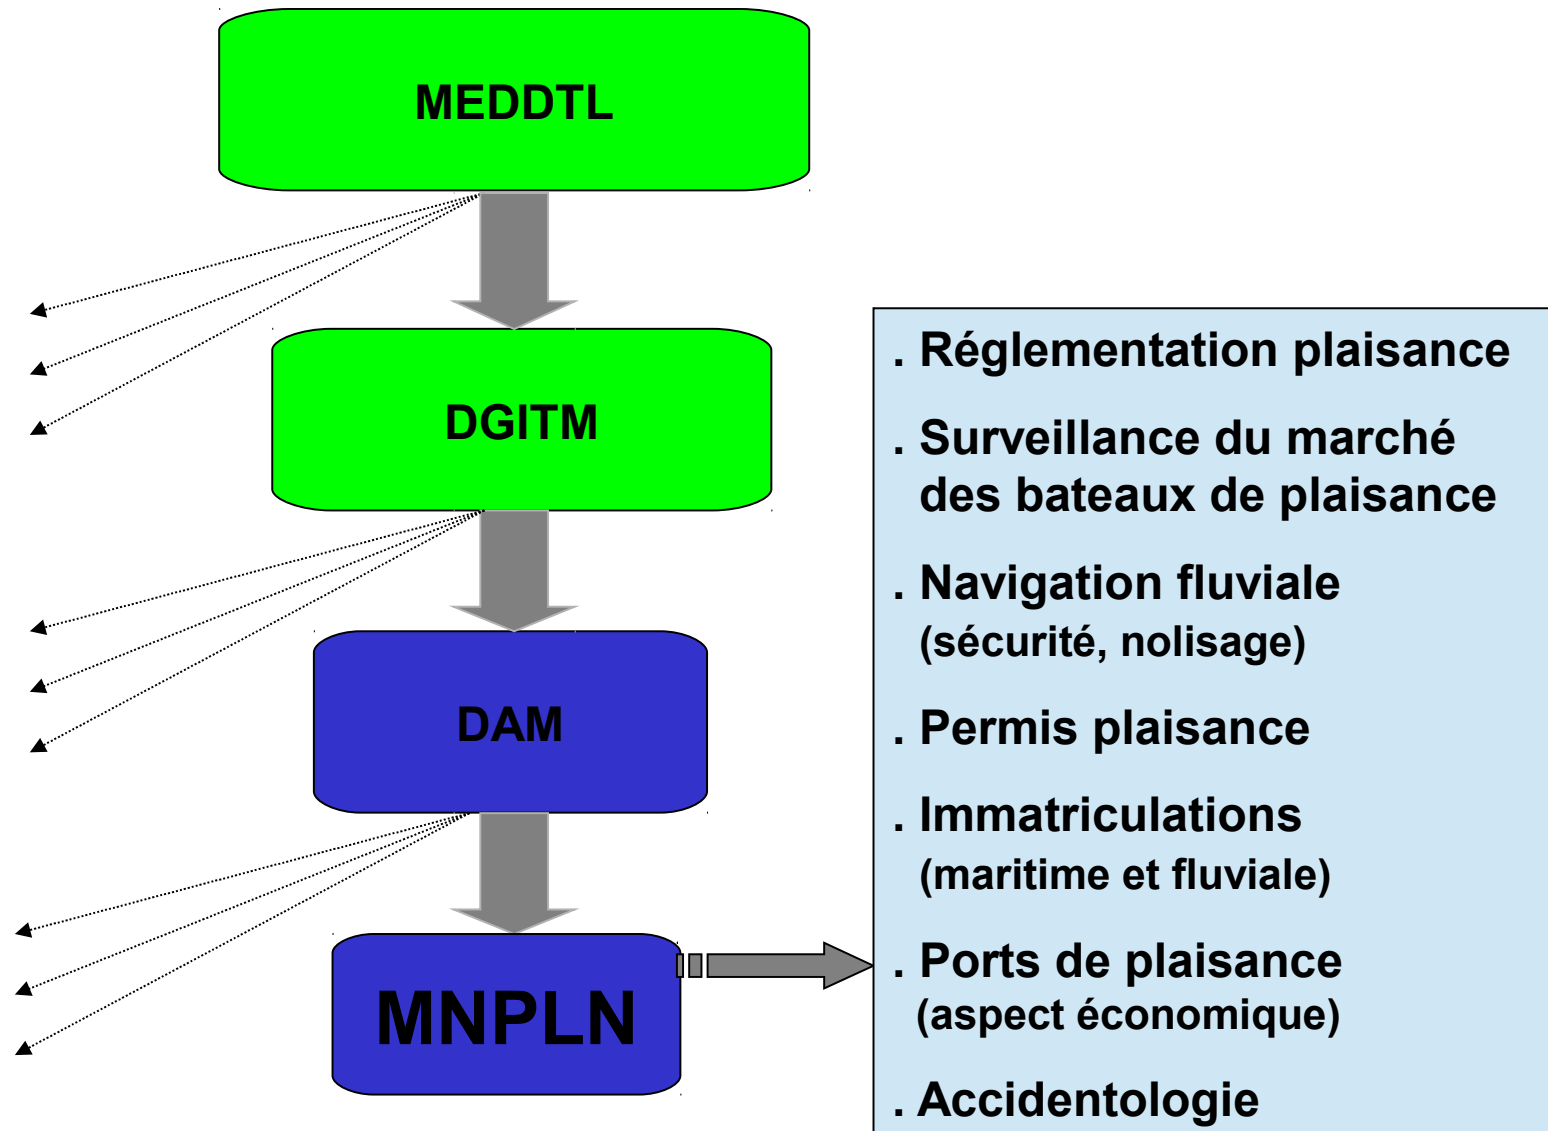 MEDDTL
DGITM
DAM
MNPLN
. Réglementation plaisance
. Surveillance du marché
des bateaux de plaisance
. Navigation fluviale
(sécurité, nolisage)
. Permis plaisance
. Immatriculations
(maritime et fluviale)
. Ports de plaisance
(aspect économique)
. Accidentologie